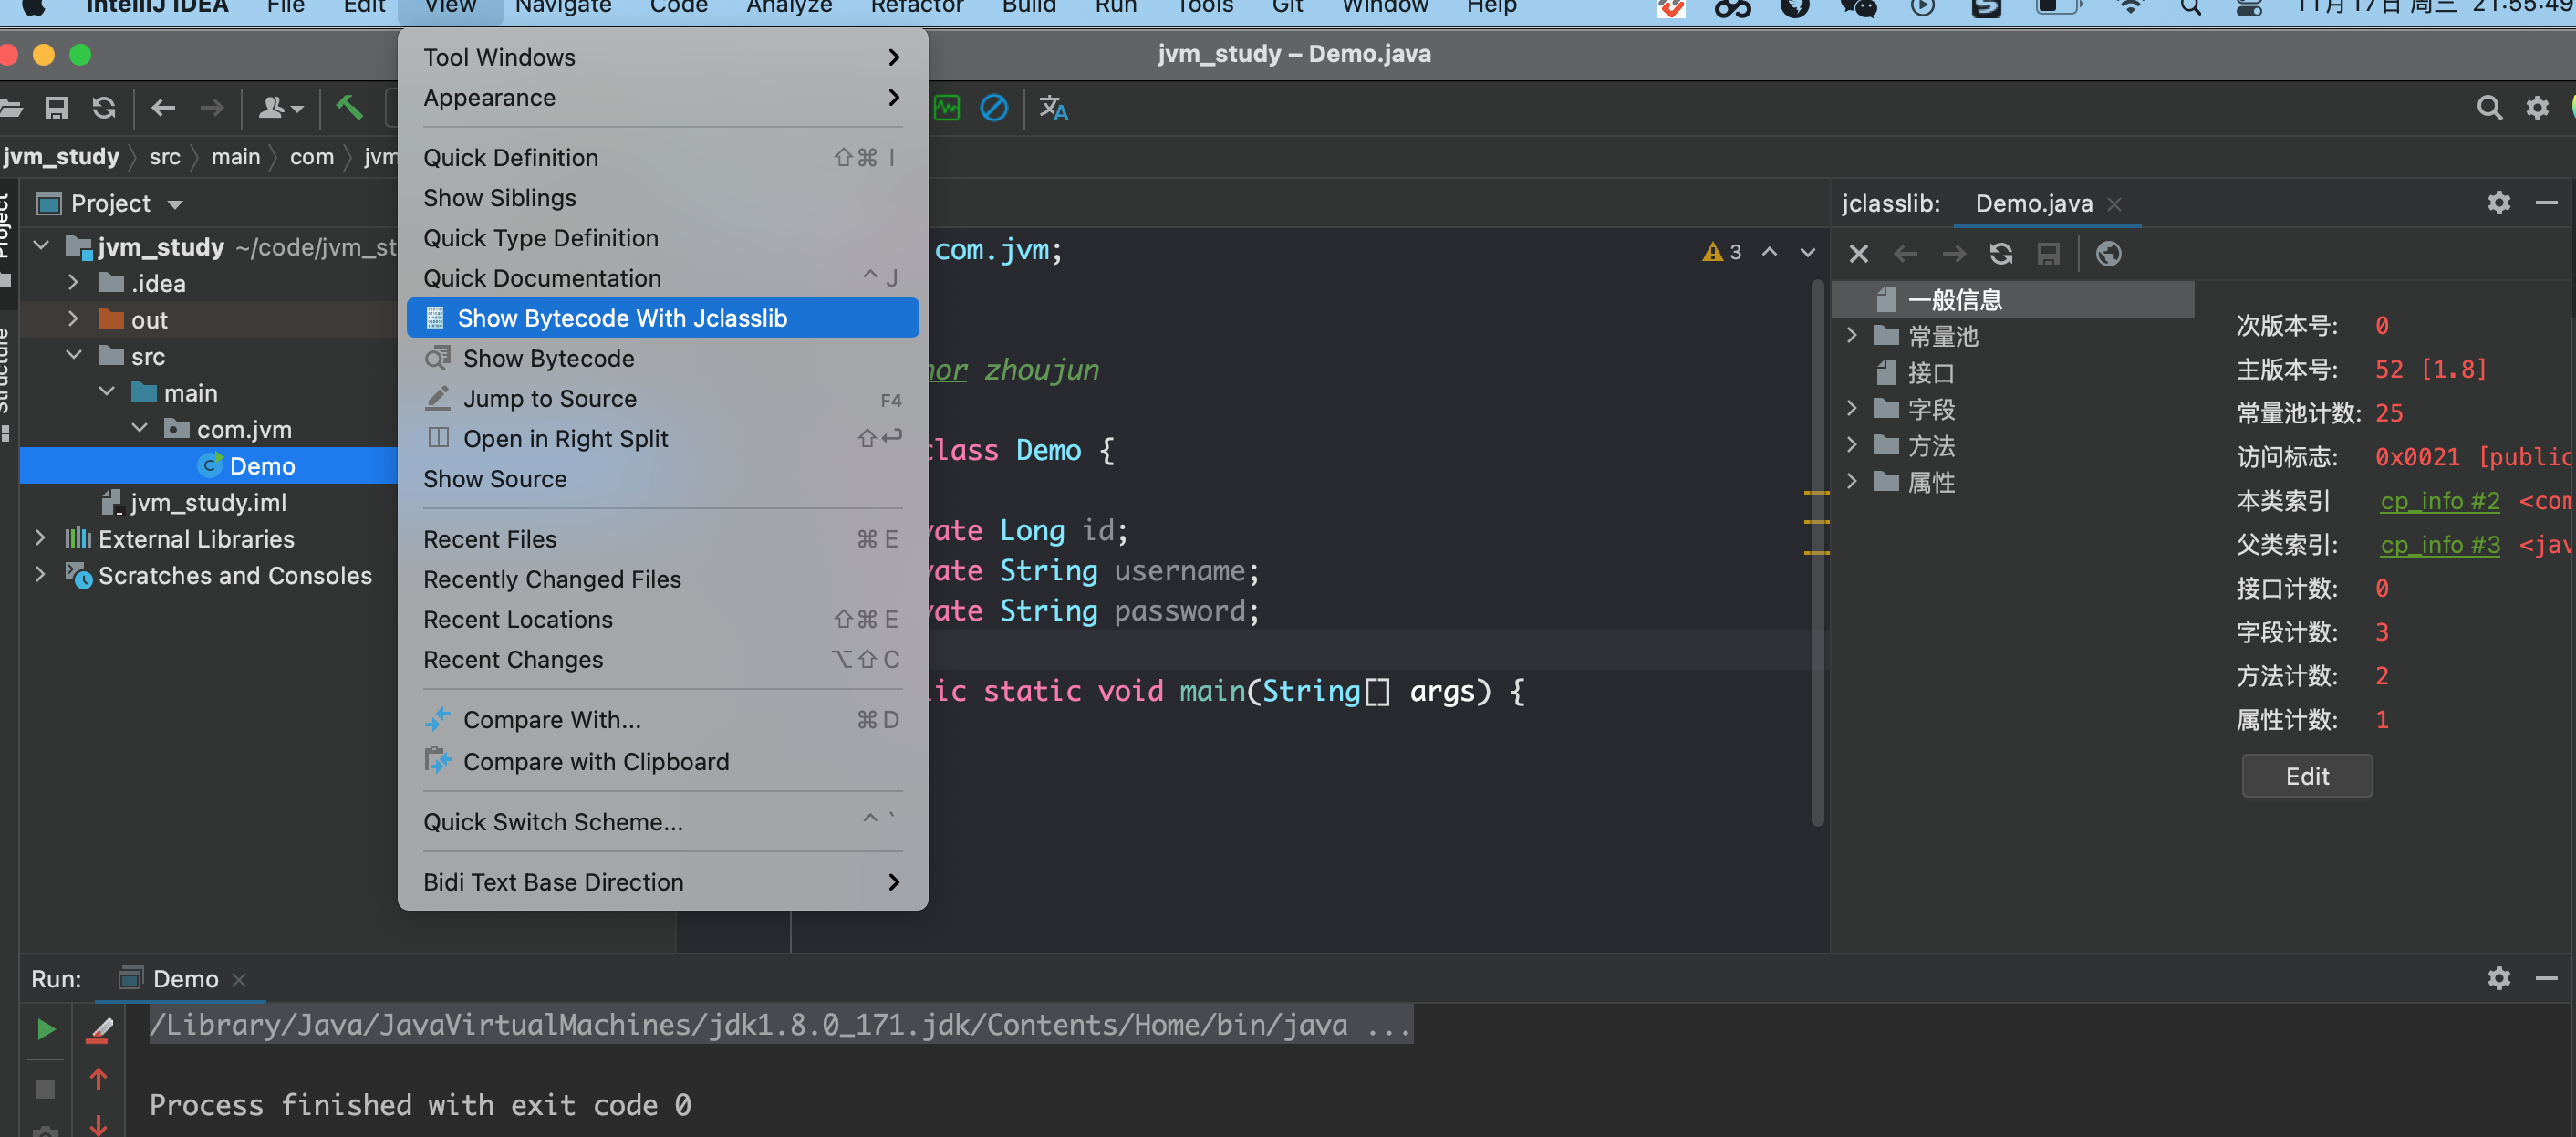 IntelliJ IDEA File Edit View Navigate Code Analyze Refactor Build Run Tools Git Window Help 11月17日 周三 21:55:49
jvm_study – Demo.java
jvm_study 〉 src 〉 main 〉 com 〉 jvm
Project
Structure
Project
jvm_study ~/code/jvm_st
.idea
out
src
main
com.jvm
Demo
jvm_study.iml
External Libraries
Scratches and Consoles
Tool Windows
Appearance
Quick Definition ⇧⌘ I
Show Siblings
Quick Type Definition
Quick Documentation ⌃ J
Show Bytecode With Jclasslib
Show Bytecode
Jump to Source F4
Open in Right Split ⇧↩
Show Source
Recent Files ⌘ E
Recently Changed Files
Recent Locations ⇧⌘ E
Recent Changes ⌥⇧ C
Compare With... ⌘ D
Compare with Clipboard
Quick Switch Scheme... ⌃ `
Bidi Text Base Direction
com.jvm;
3
hor zhoujun
class Demo {
vate Long id;
vate String username;
vate String password;
lic static void main(String[] args) {
jclasslib: Demo.java
一般信息
常量池
接口
字段
方法
属性
次版本号: 0
主版本号: 52 [1.8]
常量池计数: 25
访问标志: 0x0021 [public
本类索引 cp_info #2 <com
父类索引: cp_info #3 <jav
接口计数: 0
字段计数: 3
方法计数: 2
属性计数: 1
Edit
Run: Demo
/Library/Java/JavaVirtualMachines/jdk1.8.0_171.jdk/Contents/Home/bin/java ...
Process finished with exit code 0